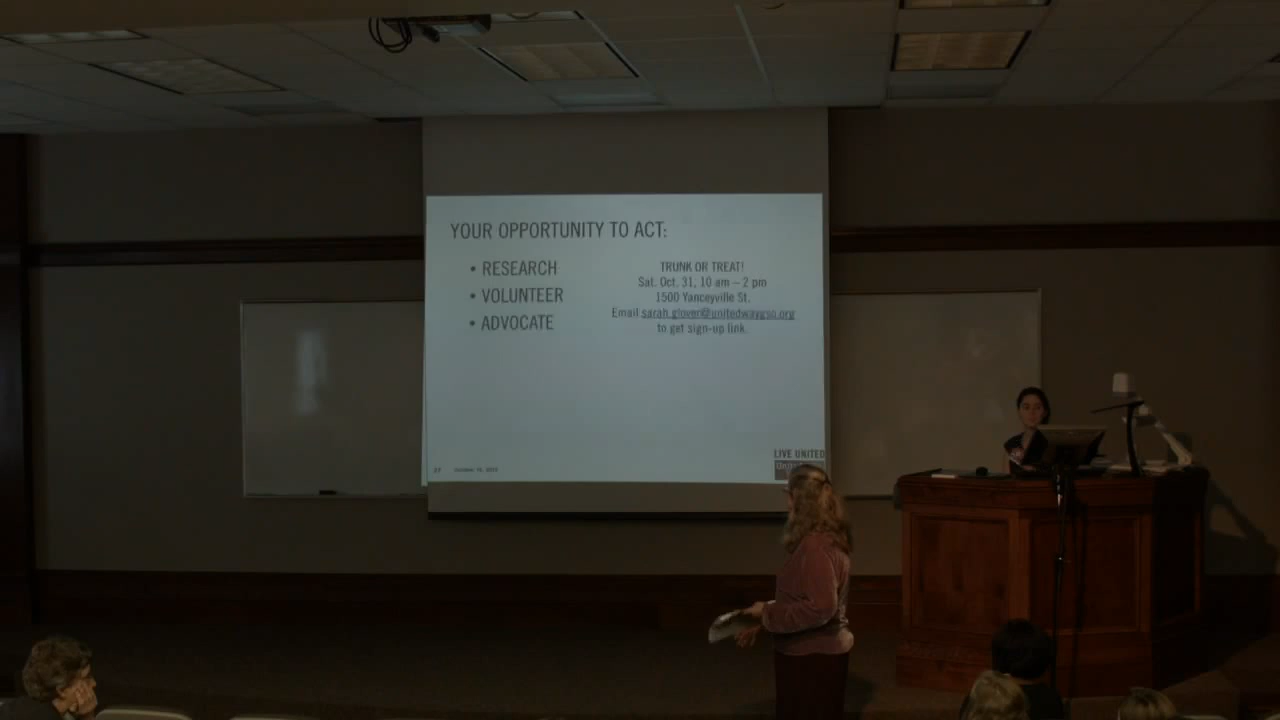 YOUR OPPORTUNITY TO ACT:
• RESEARCH
• VOLUNTEER
• ADVOCATE
TRUNK OR TREAT!
Sat. Oct. 31, 10 am – 2 pm
1500 Yanceyville St.
Email sarah.glover@unitedwaygso.org
to get sign-up link.
LIVE UNITED